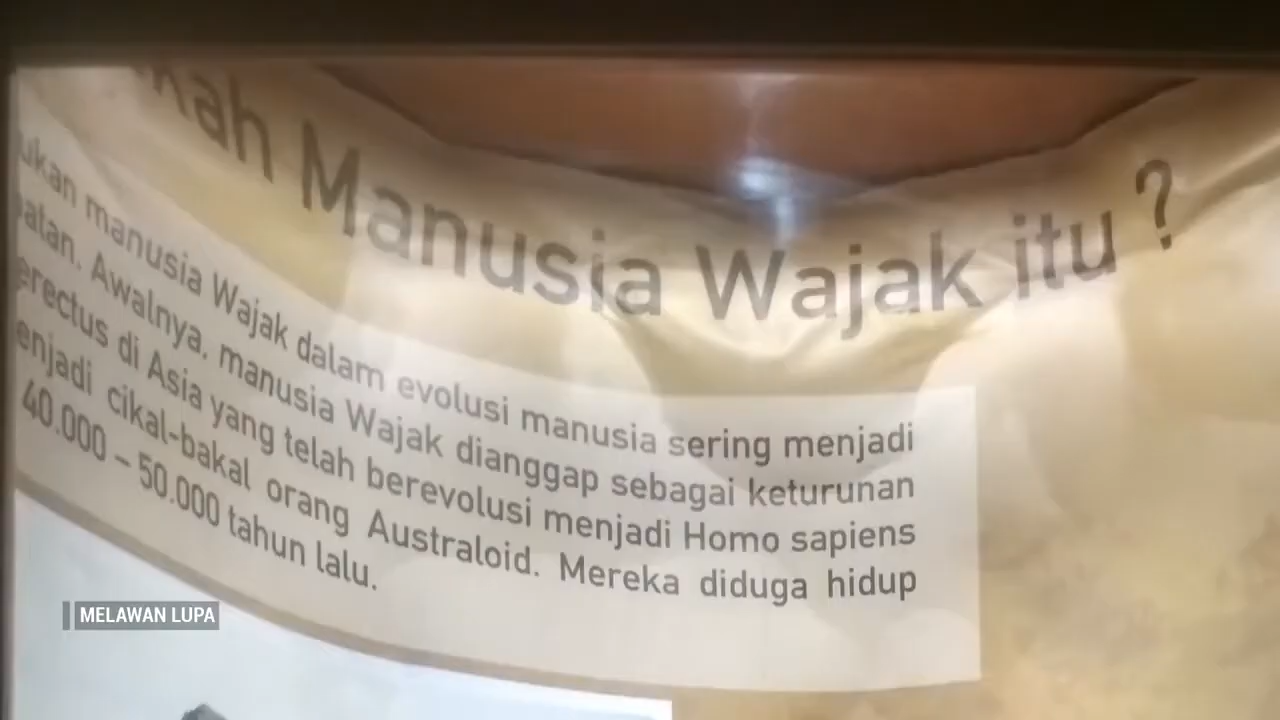 kah Manusia Wajak itu ?
ukan manusia Wajak dalam evolusi manusia sering menjadi
alan. Awalnya, manusia Wajak dianggap sebagai keturunan
erectus di Asia yang telah berevolusi menjadi Homo sapiens
enjadi cikal-bakal orang Australoid. Mereka diduga hidup
40.000 – 50.000 tahun lalu.
MELAWAN LUPA